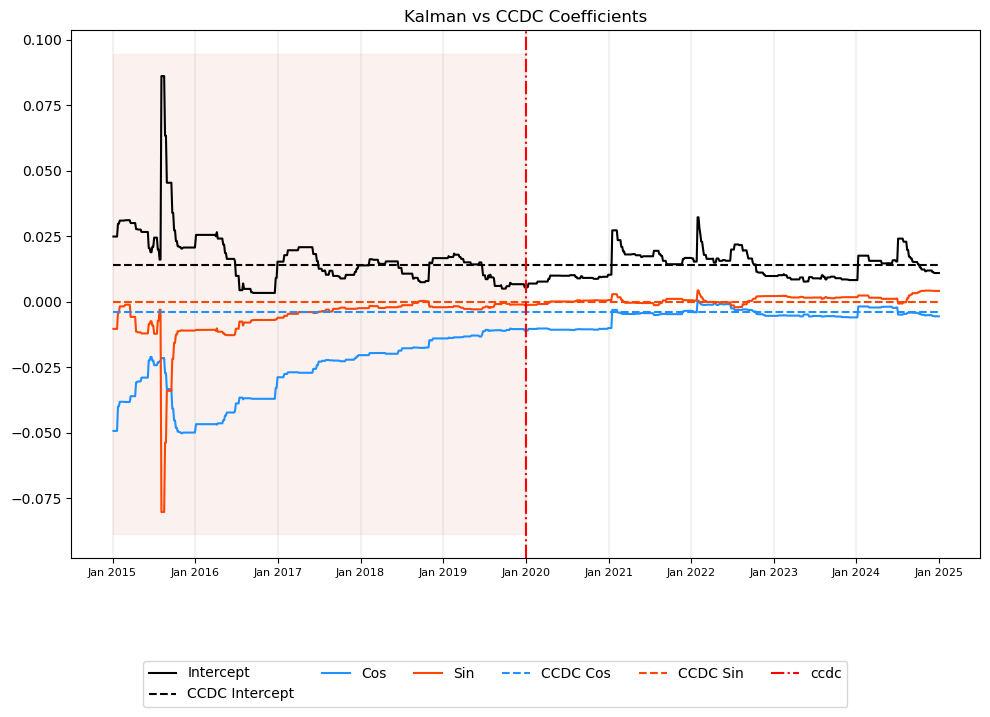 Kalman vs CCDC Coefficients
0.100
0.075
0.050
0.025
0.000
−0.025
−0.050
−0.075
Jan 2015 Jan 2016 Jan 2017 Jan 2018 Jan 2019 Jan 2020 Jan 2021 Jan 2022 Jan 2023 Jan 2024 Jan 2025
Intercept Cos Sin CCDC Cos CCDC Sin ccdc
CCDC Intercept